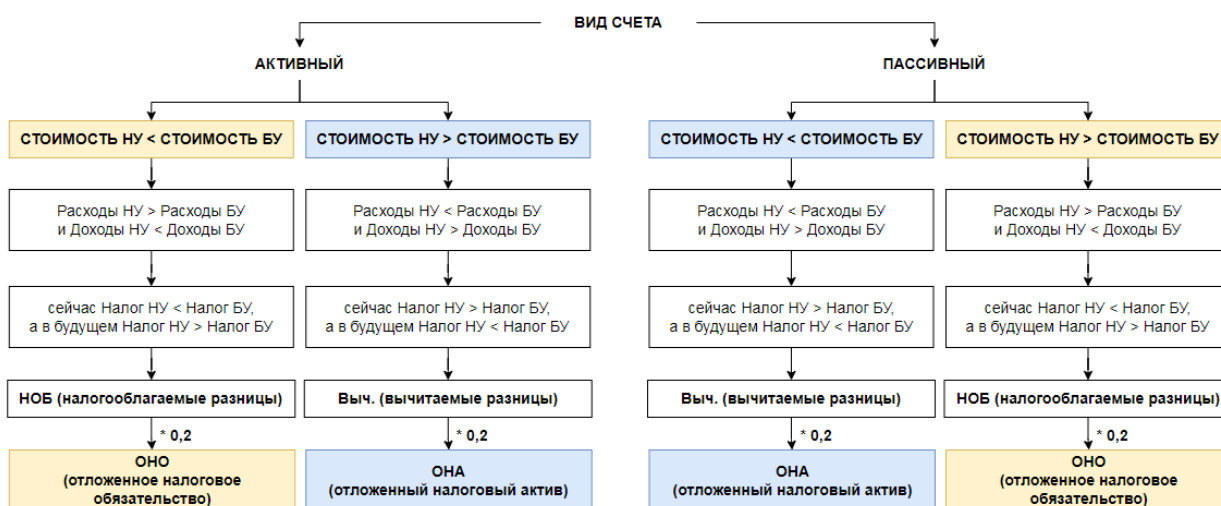 ВИД СЧЕТА
АКТИВНЫЙ
ПАССИВНЫЙ
СТОИМОСТЬ НУ < СТОИМОСТЬ БУ
СТОИМОСТЬ НУ > СТОИМОСТЬ БУ
СТОИМОСТЬ НУ < СТОИМОСТЬ БУ
СТОИМОСТЬ НУ > СТОИМОСТЬ БУ
Расходы НУ > Расходы БУ
и Доходы НУ < Доходы БУ
Расходы НУ < Расходы БУ
и Доходы НУ > Доходы БУ
Расходы НУ < Расходы БУ
и Доходы НУ > Доходы БУ
Расходы НУ > Расходы БУ
и Доходы НУ < Доходы БУ
сейчас Налог НУ < Налог БУ,
а в будущем Налог НУ > Налог БУ
сейчас Налог НУ > Налог БУ,
а в будущем Налог НУ < Налог БУ
сейчас Налог НУ > Налог БУ,
а в будущем Налог НУ < Налог БУ
сейчас Налог НУ < Налог БУ,
а в будущем Налог НУ > Налог БУ
НОБ (налогооблагаемые разницы)
Выч. (вычитаемые разницы)
Выч. (вычитаемые разницы)
НОБ (налогооблагаемые разницы)
* 0,2
* 0,2
* 0,2
* 0,2
ОНО
(отложенное налоговое
обязательство)
ОНА
(отложенный налоговый актив)
ОНА
(отложенный налоговый актив)
ОНО
(отложенное налоговое
обязательство)